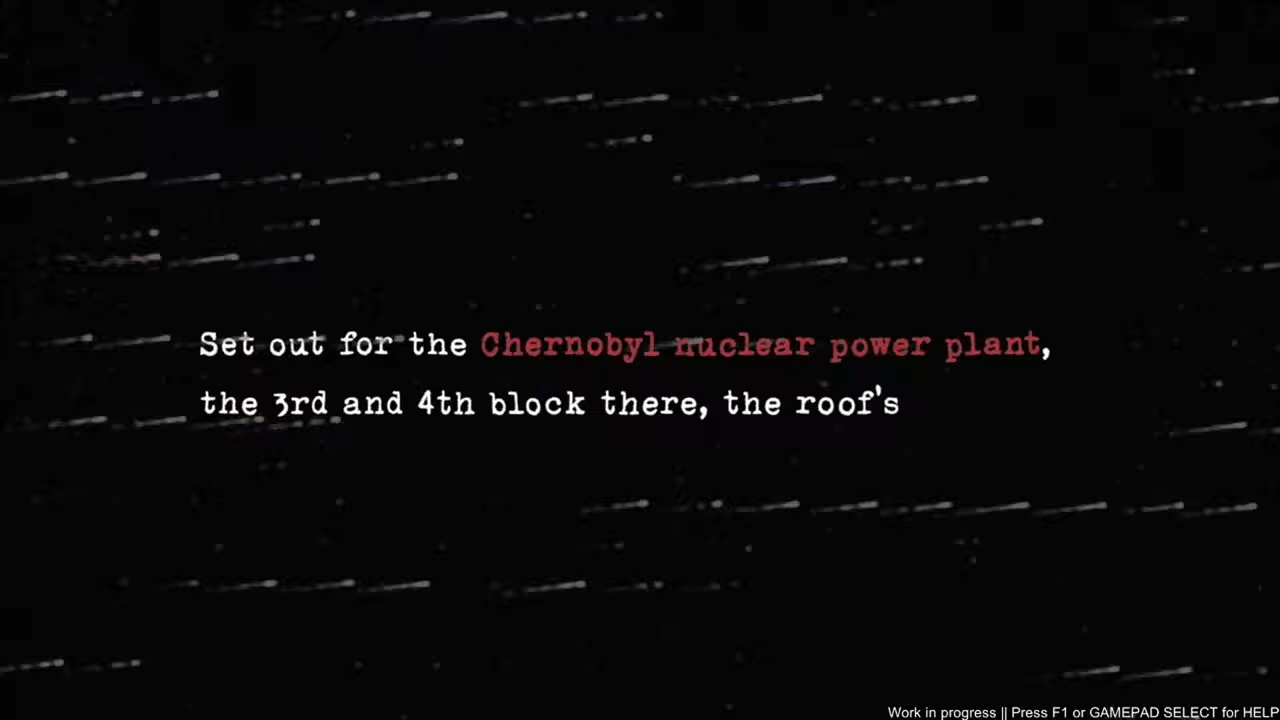 Set out for the Chernobyl nuclear power plant,
the 3rd and 4th block there, the roof's
Work in progress || Press F1 or GAMEPAD SELECT for HELP